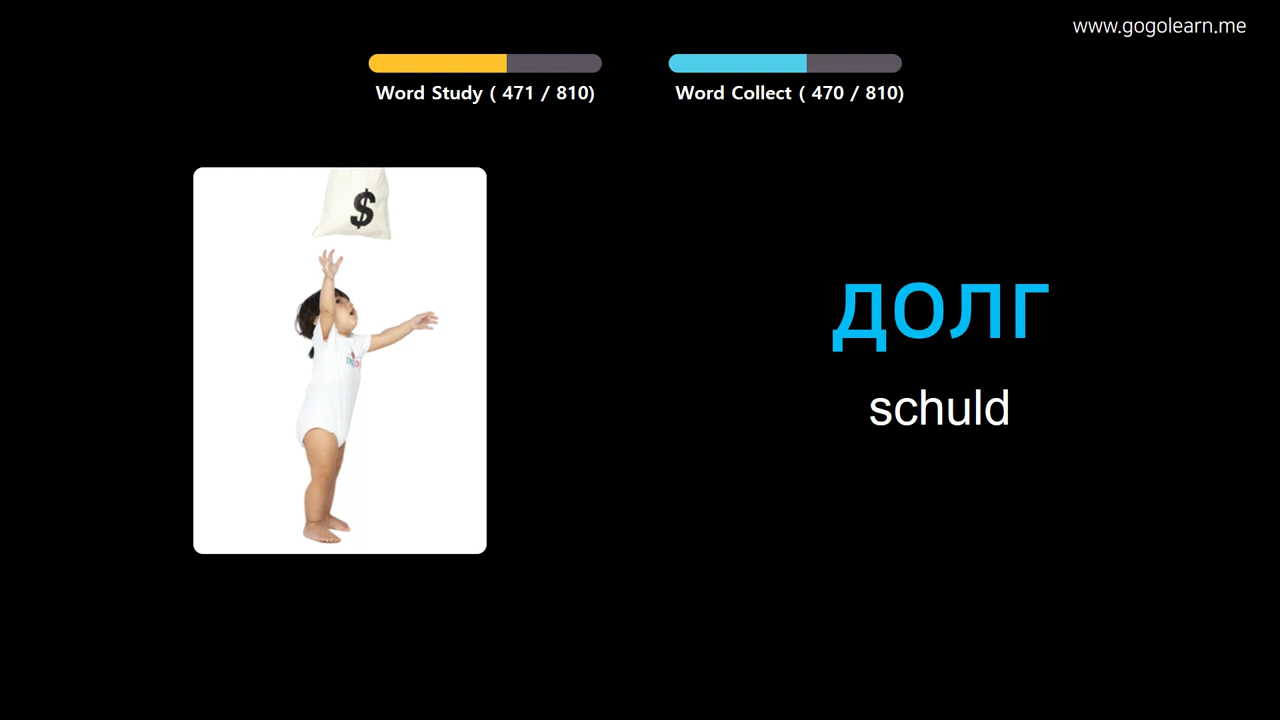 www.gogolearn.me
Word Study ( 471 / 810)
Word Collect ( 470 / 810)
$
долг
schuld